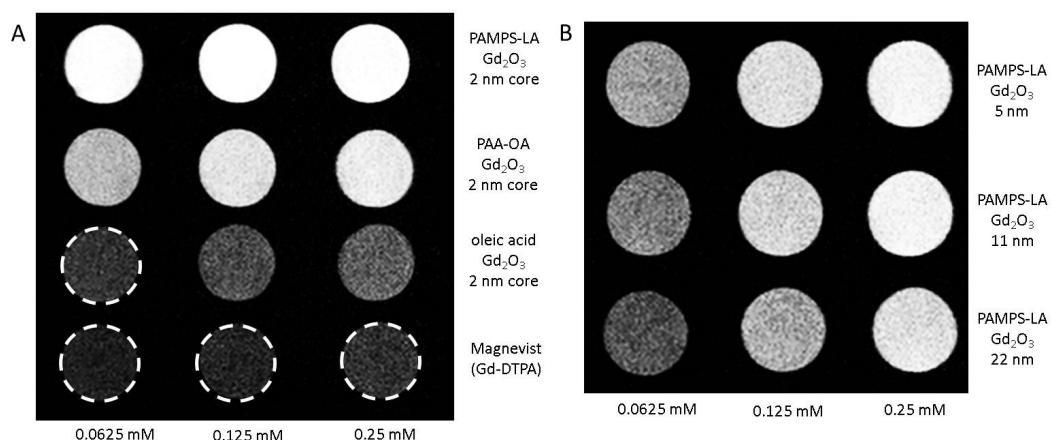 A
PAMPS-LA
Gd₂O₃
2 nm core
PAA-OA
Gd₂O₃
2 nm core
oleic acid
Gd₂O₃
2 nm core
Magnevist
(Gd-DTPA)
0.0625 mM
0.125 mM
0.25 mM
B
PAMPS-LA
Gd₂O₃
5 nm
PAMPS-LA
Gd₂O₃
11 nm
PAMPS-LA
Gd₂O₃
22 nm
0.0625 mM
0.125 mM
0.25 mM